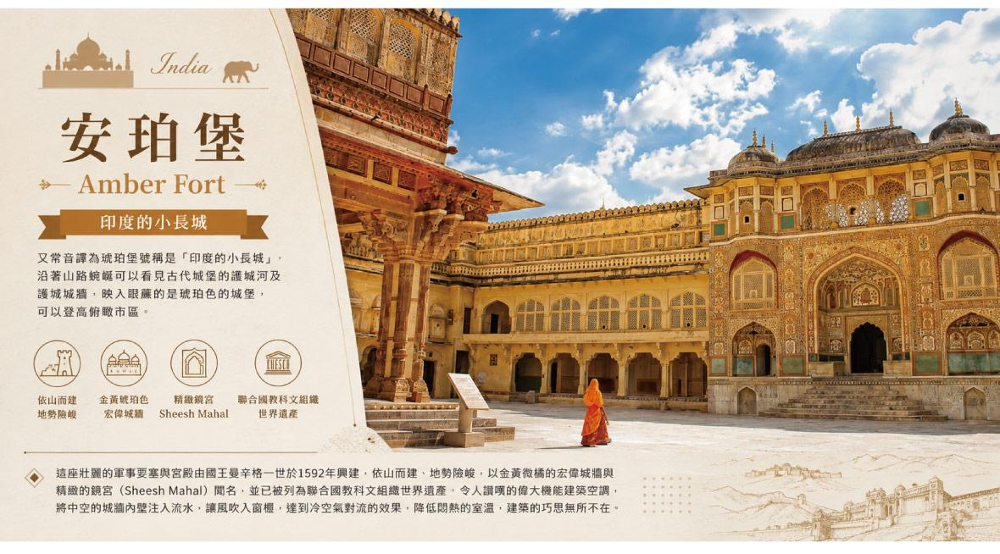 India
安珀堡
Amber Fort
印度的小長城
又常音譯為琥珀堡號稱是「印度的小長城」，
沿著山路蜿蜒可以看見古代城堡的護城河及
護城城牆，映入眼簾的是琥珀色的城堡，
可以登高俯瞰市區。
UNESCO
依山而建
地勢險峻
金黃琥珀色
宏偉城牆
精緻鏡宮
Sheesh Mahal
聯合國教科文組織
世界遺產
這座壯麗的軍事要塞與宮殿由國王曼辛格一世於1592年興建，依山而建、地勢險峻，以金黃微橘的宏偉城牆與
精緻的鏡宮（Sheesh Mahal）聞名，並已被列為聯合國教科文組織世界遺產。令人讚嘆的偉大機能建築空調，
將中空的城牆內壁注入流水，讓風吹入窗欞，達到冷空氣對流的效果，降低悶熱的室溫，建築的巧思無所不在。